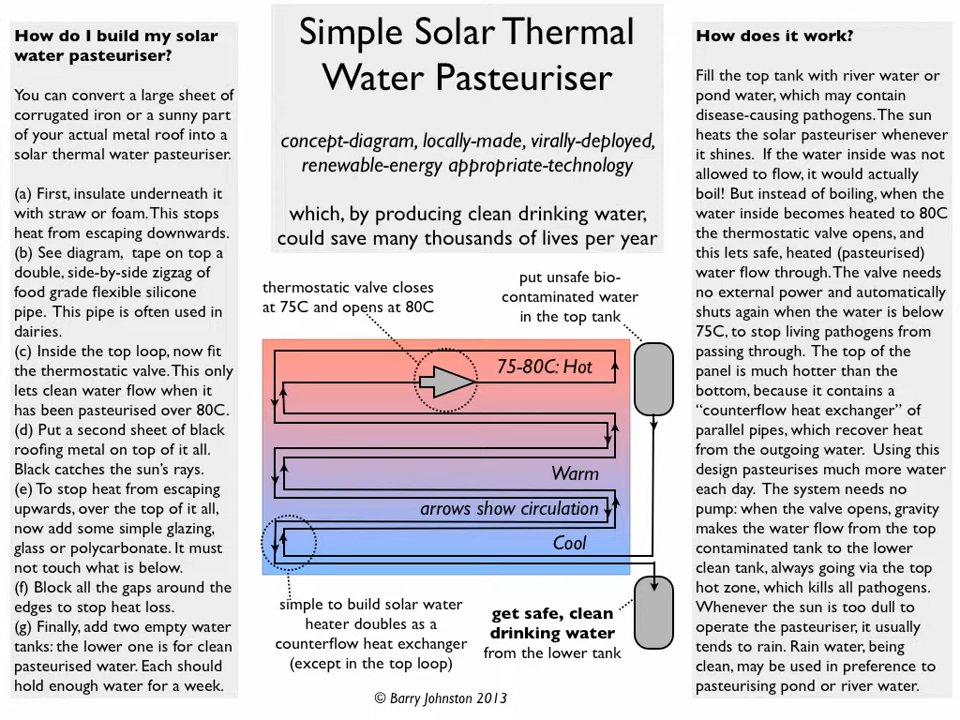 How do I build my solar
water pasteuriser?
You can convert a large sheet of
corrugated iron or a sunny part
of your actual metal roof into a
solar thermal water pasteuriser.
(a) First, insulate underneath it
with straw or foam. This stops
heat from escaping downwards.
(b) See diagram, tape on top a
double, side-by-side zigzag of
food grade flexible silicone
pipe. This pipe is often used in
dairies.
(c) Inside the top loop, now fit
the thermostatic valve. This only
lets clean water flow when it
has been pasteurised over 80C.
(d) Put a second sheet of black
roofing metal on top of it all.
Black catches the sun's rays.
(e) To stop heat from escaping
upwards, over the top of it all,
now add some simple glazing,
glass or polycarbonate. It must
not touch what is below.
(f) Block all the gaps around the
edges to stop heat loss.
(g) Finally, add two empty water
tanks: the lower one is for clean
pasteurised water. Each should
hold enough water for a week.
Simple Solar Thermal
Water Pasteuriser
concept-diagram, locally-made, virally-deployed,
renewable-energy appropriate-technology
which, by producing clean drinking water,
could save many thousands of lives per year
thermostatic valve closes
at 75C and opens at 80C
put unsafe bio-
contaminated water
in the top tank
75-80C: Hot
Warm
arrows show circulation
Cool
simple to build solar water
heater doubles as a
counterflow heat exchanger
(except in the top loop)
get safe, clean
drinking water
from the lower tank
© Barry Johnston 2013
How does it work?
Fill the top tank with river water or
pond water, which may contain
disease-causing pathogens. The sun
heats the solar pasteuriser whenever
it shines. If the water inside was not
allowed to flow, it would actually
boil! But instead of boiling, when the
water inside becomes heated to 80C
the thermostatic valve opens, and
this lets safe, heated (pasteurised)
water flow through. The valve needs
no external power and automatically
shuts again when the water is below
75C, to stop living pathogens from
passing through. The top of the
panel is much hotter than the
bottom, because it contains a
“counterflow heat exchanger” of
parallel pipes, which recover heat
from the outgoing water. Using this
design pasteurises much more water
each day. The system needs no
pump: when the valve opens, gravity
makes the water flow from the top
contaminated tank to the lower
clean tank, always going via the top
hot zone, which kills all pathogens.
Whenever the sun is too dull to
operate the pasteuriser, it usually
tends to rain. Rain water, being
clean, may be used in preference to
pasteurising pond or river water.